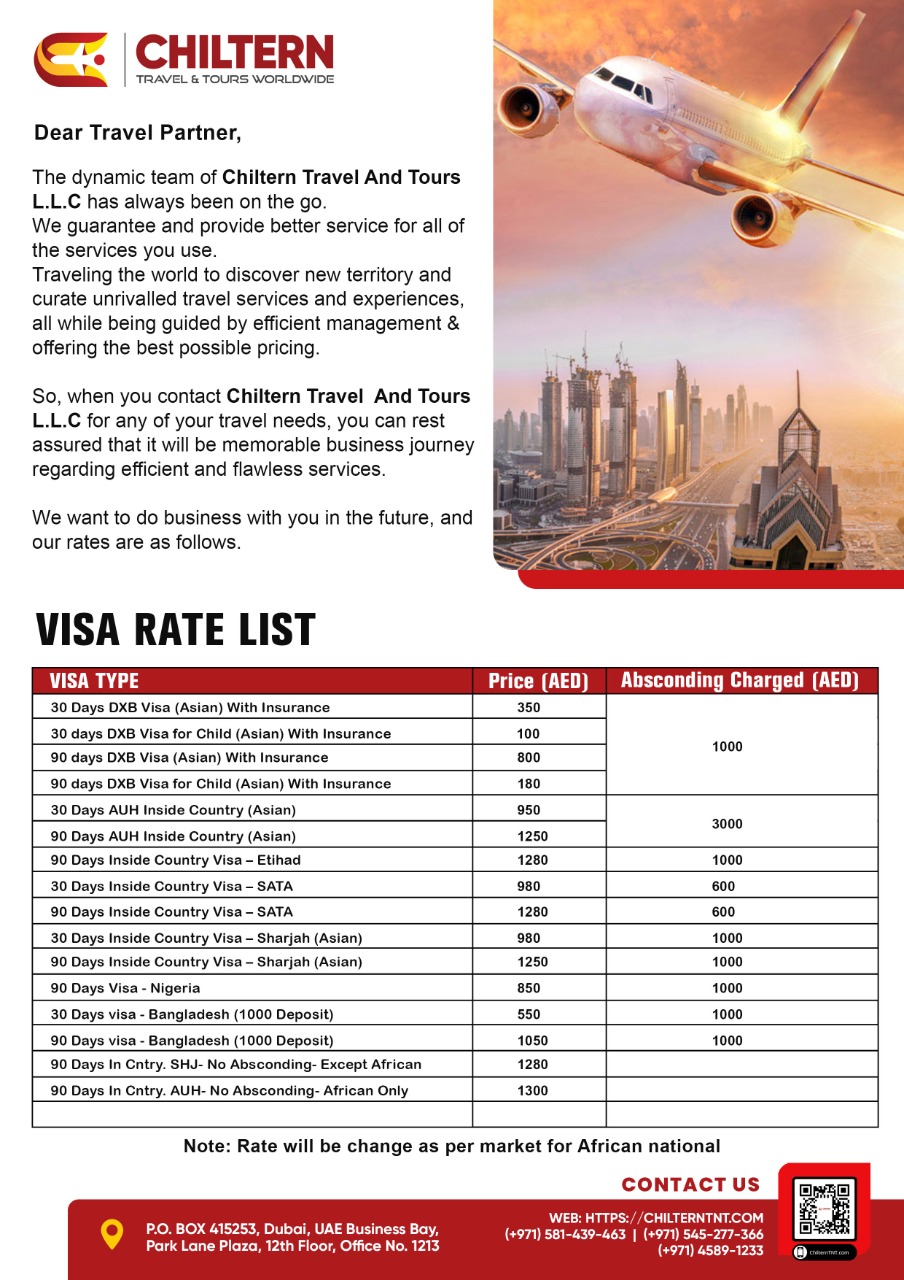 CHILTERN
TRAVEL & TOURS WORLDWIDE
Dear Travel Partner,
The dynamic team of Chiltern Travel And Tours
L.L.C has always been on the go.
We guarantee and provide better service for all of
the services you use.
Traveling the world to discover new territory and
curate unrivalled travel services and experiences,
all while being guided by efficient management &
offering the best possible pricing.
So, when you contact Chiltern Travel And Tours
L.L.C for any of your travel needs, you can rest
assured that it will be memorable business journey
regarding efficient and flawless services.
We want to do business with you in the future, and
our rates are as follows.
VISA RATE LIST
VISA TYPE Price (AED) Absconding Charged (AED)
30 Days DXB Visa (Asian) With Insurance 350
30 days DXB Visa for Child (Asian) With Insurance 100
1000
90 days DXB Visa (Asian) With Insurance 800
90 days DXB Visa for Child (Asian) With Insurance 180
30 Days AUH Inside Country (Asian) 950
3000
90 Days AUH Inside Country (Asian) 1250
90 Days Inside Country Visa – Etihad 1280 1000
30 Days Inside Country Visa – SATA 980 600
90 Days Inside Country Visa – SATA 1280 600
30 Days Inside Country Visa – Sharjah (Asian) 980 1000
90 Days Inside Country Visa – Sharjah (Asian) 1250 1000
90 Days Visa - Nigeria 850 1000
30 Days visa - Bangladesh (1000 Deposit) 550 1000
90 Days visa - Bangladesh (1000 Deposit) 1050 1000
90 Days In Cntry. SHJ- No Absconding- Except African 1280
90 Days In Cntry. AUH- No Absconding- African Only 1300
Note: Rate will be change as per market for African national
CONTACT US
P.O. BOX 415253, Dubai, UAE Business Bay,
Park Lane Plaza, 12th Floor, Office No. 1213
WEB: HTTPS://CHILTERNTNT.COM
(+971) 581-439-463 | (+971) 545-277-366
(+971) 4589-1233
ChilternTNT.com